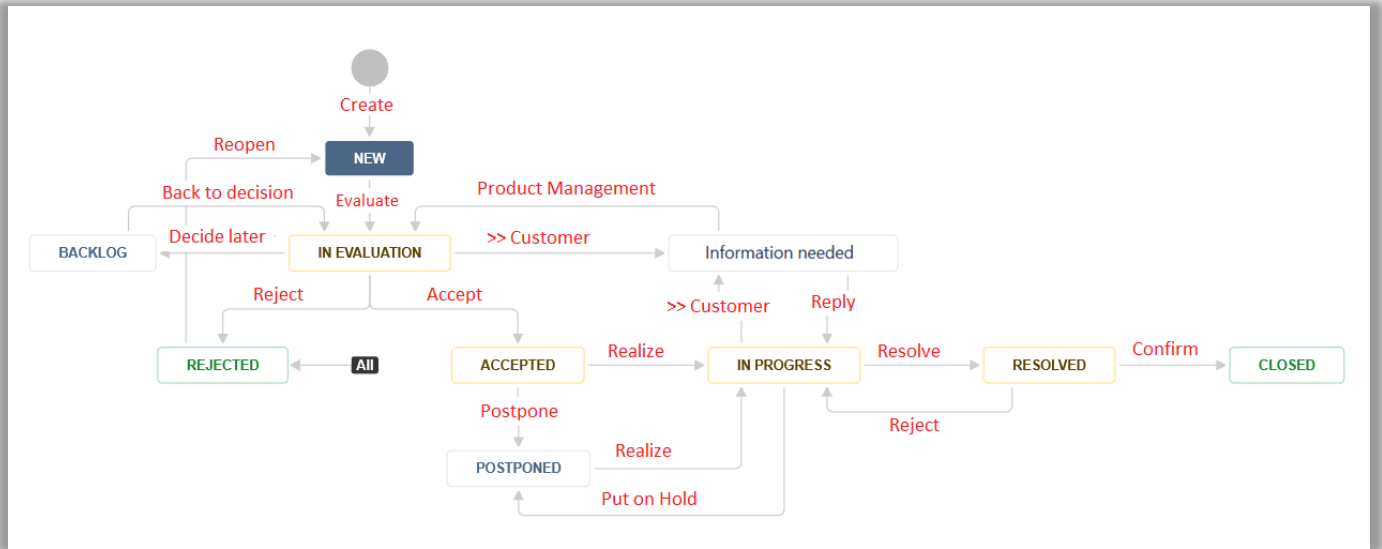 Create
Reopen
NEW
Back to decision
Evaluate
Product Management
BACKLOG
Decide later
IN EVALUATION
>> Customer
Information needed
Reject
Accept
>> Customer
Reply
REJECTED
All
ACCEPTED
Realize
IN PROGRESS
Resolve
RESOLVED
Confirm
CLOSED
Postpone
Reject
POSTPONED
Realize
Put on Hold